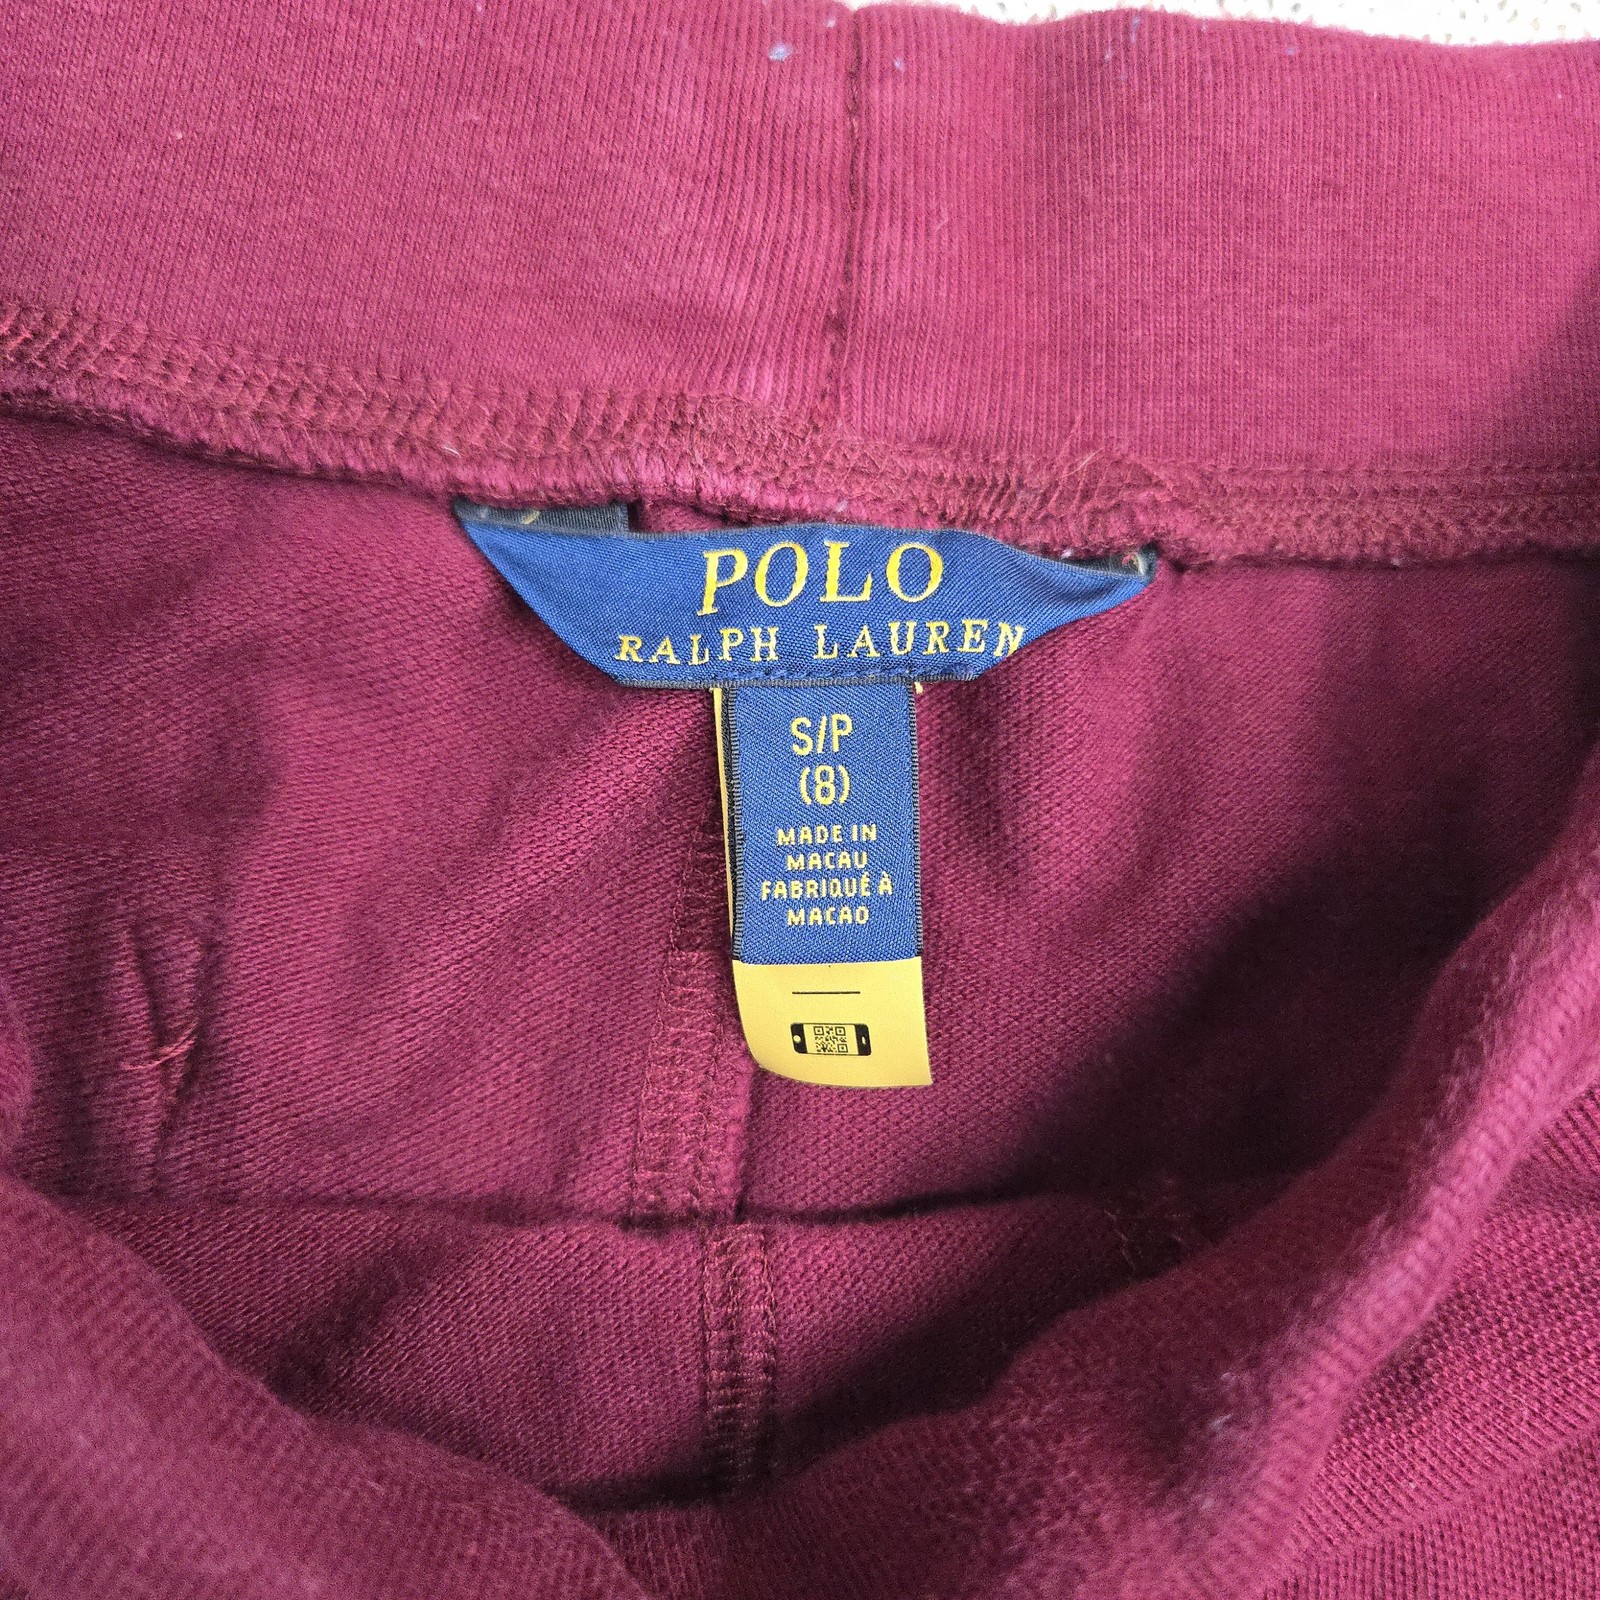 POLO
RALPH LAUREN
S/P
(8)
MADE IN
MACAU
FABRIQUÉ À
MACAO